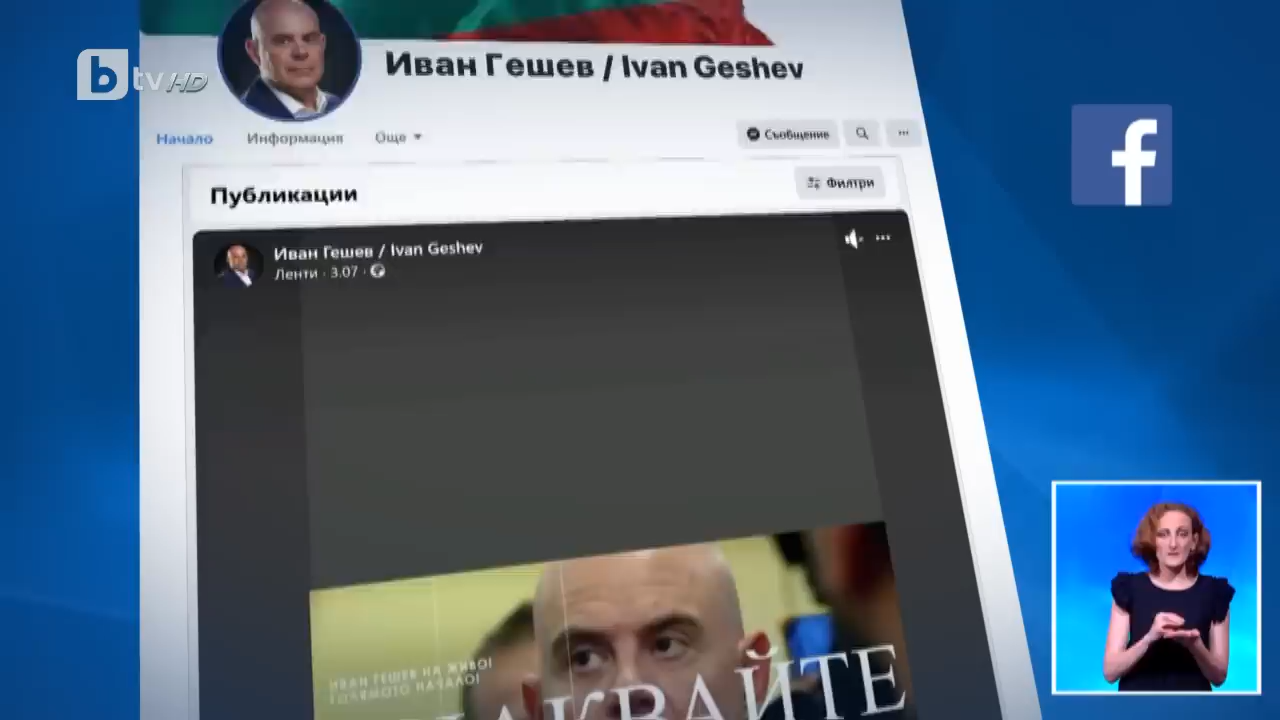 btv HD
Иван Гешев / Ivan Geshev
Начало
Информация
Още
Съобщение
Публикации
Филтри
Иван Гешев / Ivan Geshev
Ленти · 3.07 ·
ИВАН ГЕШЕВ НА ЖИВО!
ГОЛЯМОТО НАЧАЛО!